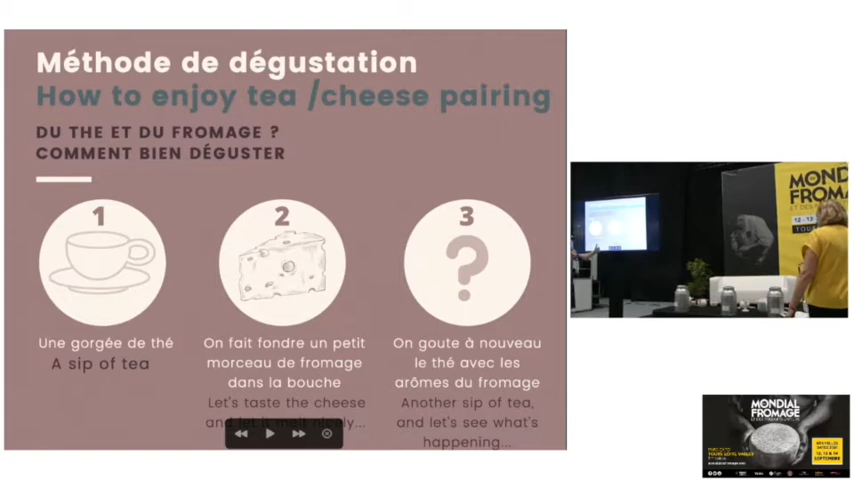 Méthode de dégustation
How to enjoy tea /cheese pairing
DU THE ET DU FROMAGE ?
COMMENT BIEN DÉGUSTER
1
2
3
?
Une gorgée de thé
A sip of tea
On fait fondre un petit
morceau de fromage
dans la bouche
Let's taste the cheese
and let it melt nicely...
On goute à nouveau
le thé avec les
arômes du fromage
Another sip of tea,
and let's see what's
happening...
MONDIAL
FROM
12 - 13
TOUR
MONDIAL
FROMAGE